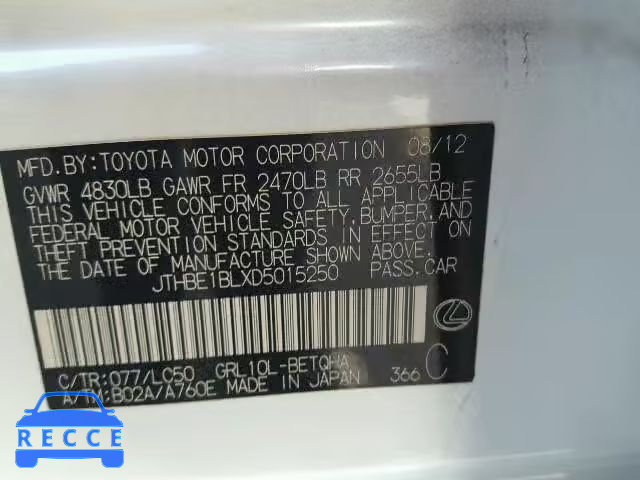 MFD.BY:TOYOTA MOTOR CORPORATION 08/12
GVWR 4830LB GAWR FR 2470LB RR 2655LB
THIS VEHICLE CONFORMS TO ALL APPLICABLE
FEDERAL MOTOR VEHICLE SAFETY,BUMPER,AND
THEFT PREVENTION STANDARDS IN EFFECT ON
THE DATE OF MANUFACTURE SHOWN ABOVE.
JTHBE1BLXD5015250 PASS.CAR
C/TR:077/LC50 GRL10L-BETQHA C
A/TM:B02A/A760E MADE IN JAPAN 366
RECCE